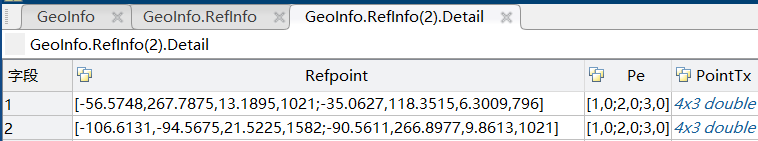 GeoInfo GeoInfo.RefInfo GeoInfo.RefInfo(2).Detail
GeoInfo.RefInfo(2).Detail
字段 Refpoint Pe PointTx
1 [-56.5748,267.7875,13.1895,1021;-35.0627,118.3515,6.3009,796] [1,0;2,0;3,0] 4x3 double
2 [-106.6131,-94.5675,21.5225,1582;-90.5611,266.8977,9.8613,1021] [1,0;2,0;3,0] 4x3 double